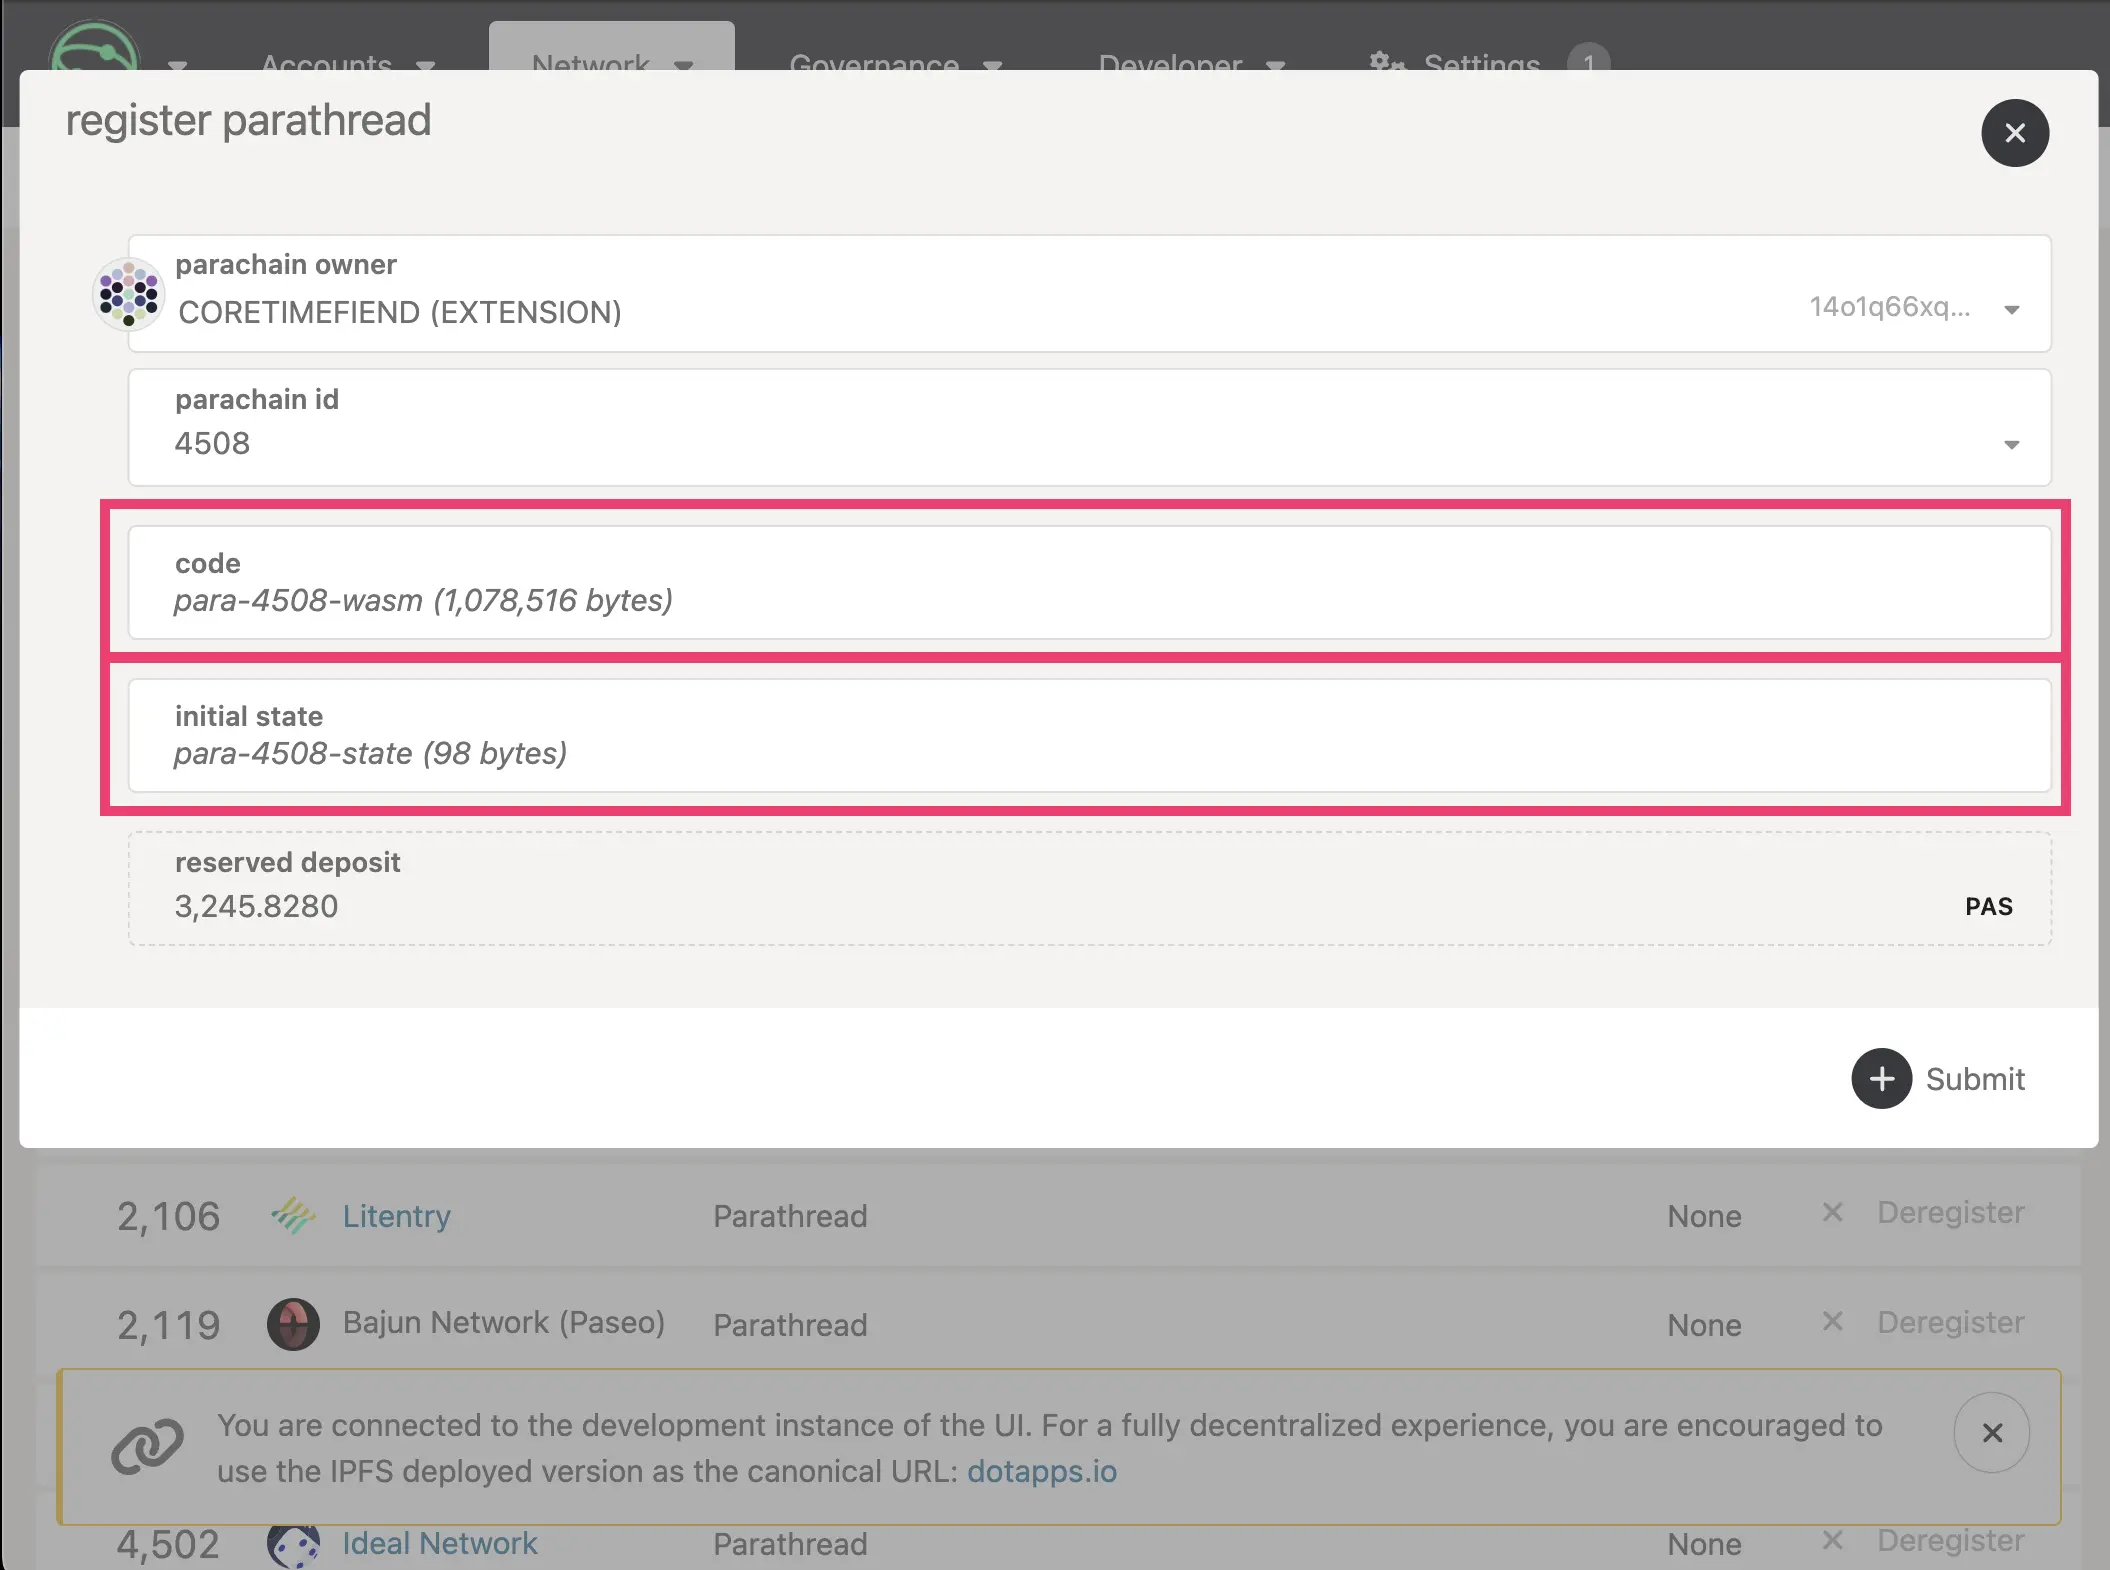 Accounts
Network
Governance
Developer
Settings
1
register parathread
parachain owner
CORETIMEFIEND (EXTENSION)
14o1q66xq...
parachain id
4508
code
para-4508-wasm (1,078,516 bytes)
initial state
para-4508-state (98 bytes)
reserved deposit
3,245.8280
PAS
Submit
2,106 Litentry Parathread None Deregister
2,119 Bajun Network (Paseo) Parathread None Deregister
You are connected to the development instance of the UI. For a fully decentralized experience, you are encouraged to
use the IPFS deployed version as the canonical URL: dotapps.io
4,502 Ideal Network Parathread None Deregister